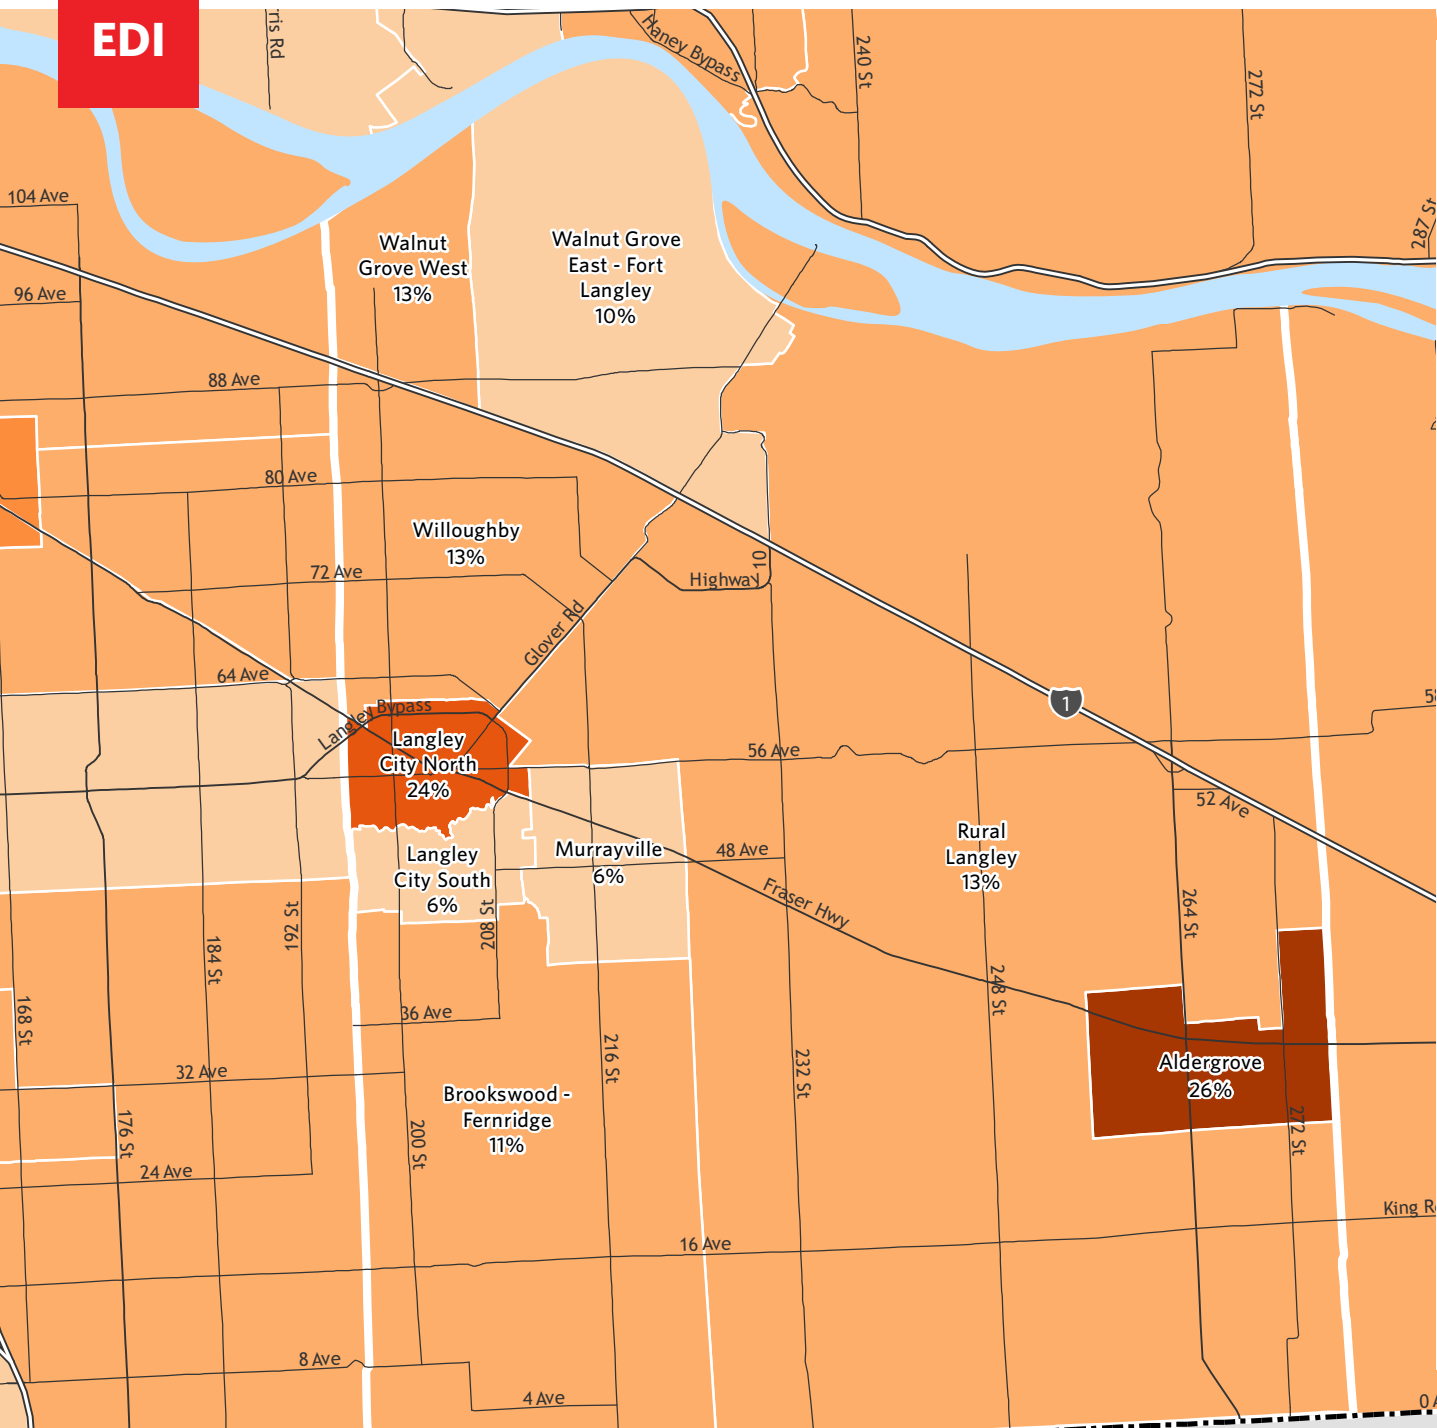 EDI
Haney Bypass
240 St
272 St
104 Ave
287 St
Walnut
Grove West
13%
Walnut Grove
East - Fort
Langley
10%
96 Ave
88 Ave
80 Ave
Willoughby
13%
72 Ave
Highway 10
Glover Rd
64 Ave
Langley Bypass
1
Langley
City North
24%
56 Ave
52 Ave
Rural
Langley
13%
Murrayville
6%
48 Ave
Langley
City South
6%
Fraser Hwy
192 St
208 St
264 St
184 St
248 St
168 St
36 Ave
216 St
232 St
32 Ave
Aldergrove
26%
Brookswood -
Fernridge
11%
176 St
200 St
272 St
24 Ave
King R
16 Ave
8 Ave
4 Ave
0 A